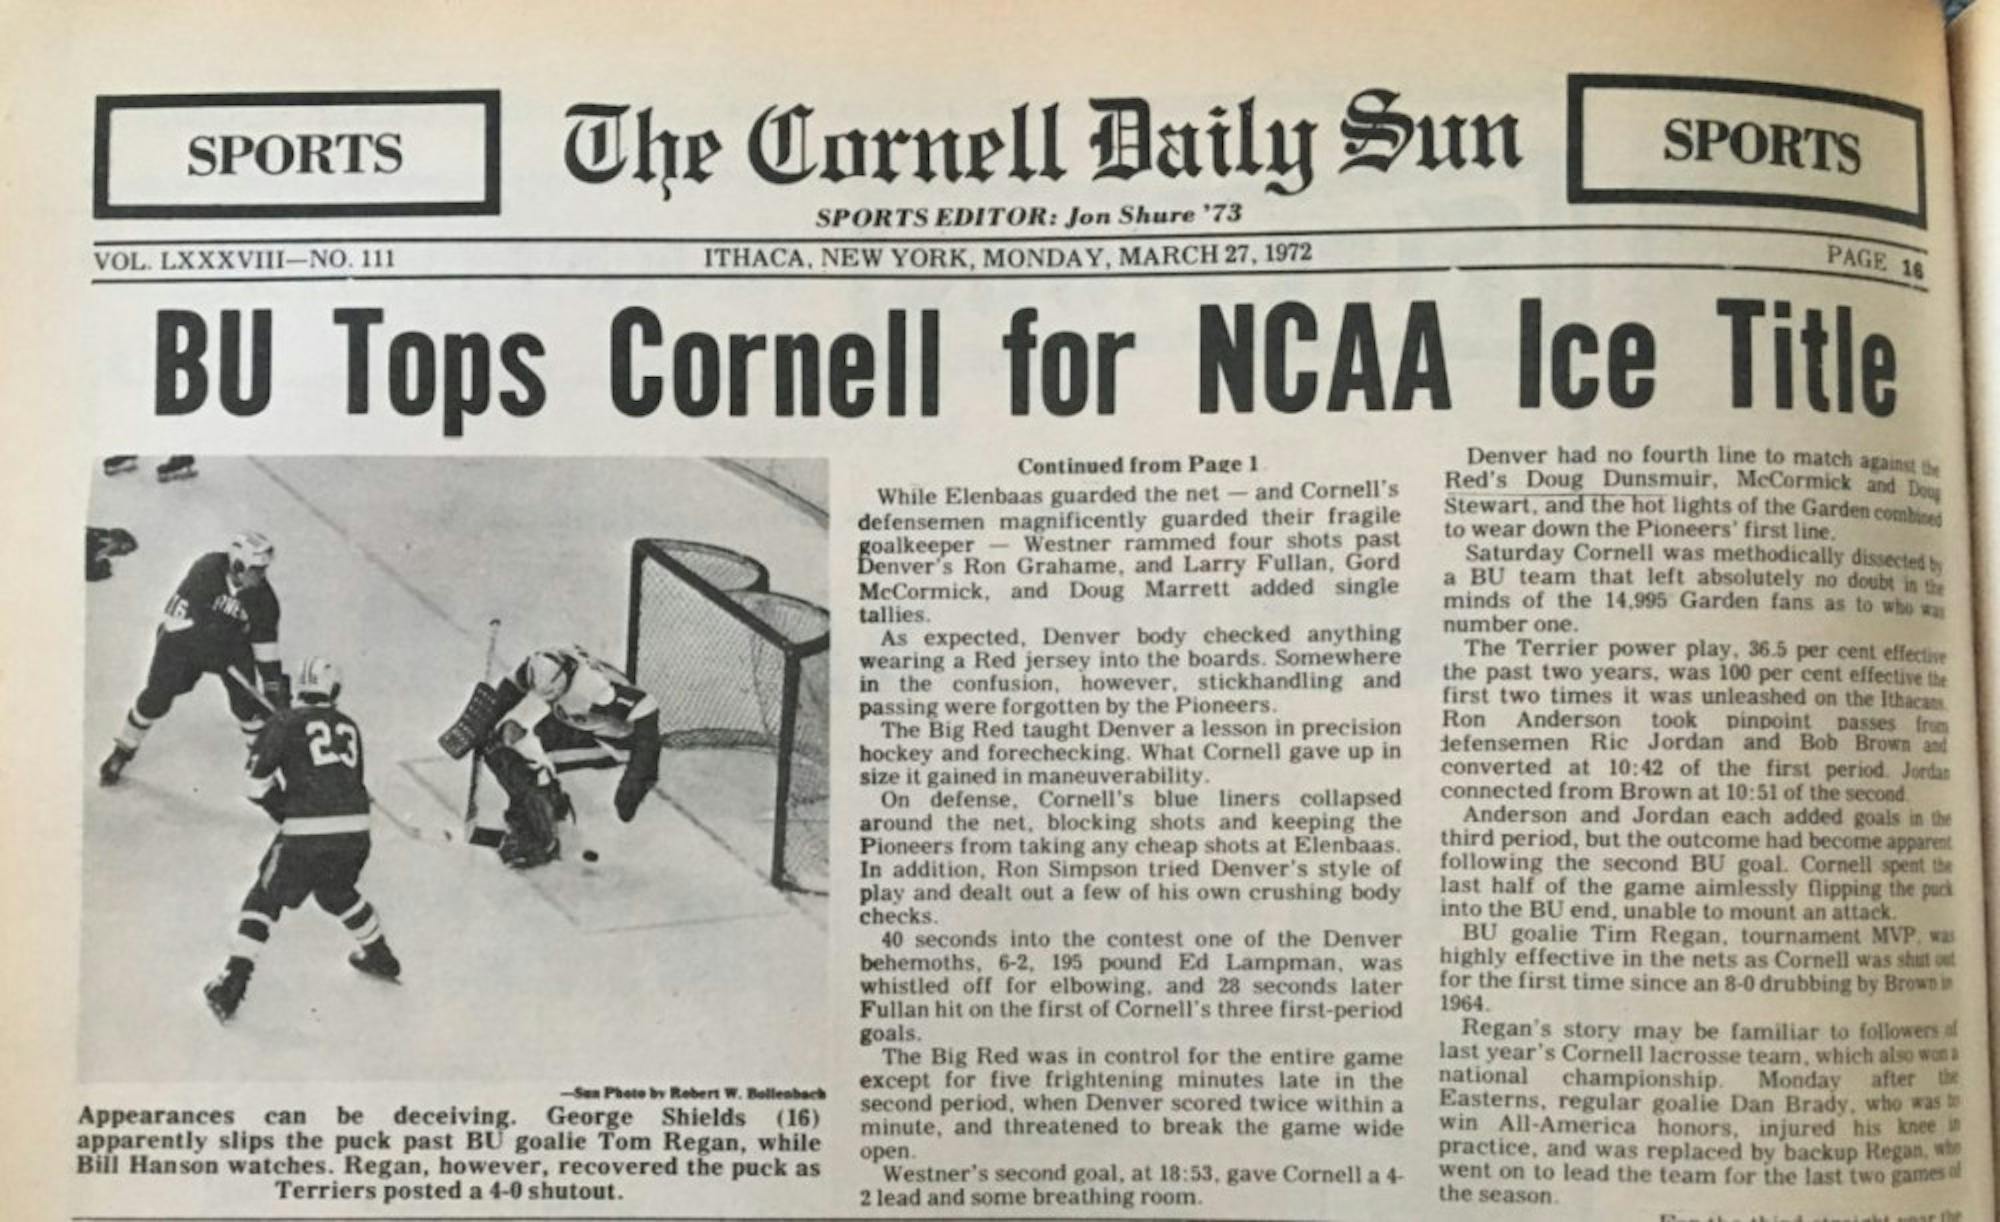 SPORTS
The Cornell Daily Sun
SPORTS
SPORTS EDITOR: Jon Shure '73
VOL. LXXXVIII—NO. 111
ITHACA, NEW YORK, MONDAY, MARCH 27, 1972
PAGE 16
BU Tops Cornell for NCAA Ice Title
16
23
1
—Sun Photo by Robert W. Bollenbach
Appearances can be deceiving. George Shields (16)
apparently slips the puck past BU goalie Tom Regan, while
Bill Hanson watches. Regan, however, recovered the puck as
Terriers posted a 4-0 shutout.
Continued from Page 1
While Elenbaas guarded the net — and Cornell's
defensemen magnificently guarded their fragile
goalkeeper — Westner rammed four shots past
Denver's Ron Grahame, and Larry Fullan, Gord
McCormick, and Doug Marrett added single
tallies.
As expected, Denver body checked anything
wearing a Red jersey into the boards. Somewhere
in the confusion, however, stickhandling and
passing were forgotten by the Pioneers.
The Big Red taught Denver a lesson in precision
hockey and forechecking. What Cornell gave up in
size it gained in maneuverability.
On defense, Cornell's blue liners collapsed
around the net, blocking shots and keeping the
Pioneers from taking any cheap shots at Elenbaas.
In addition, Ron Simpson tried Denver's style of
play and dealt out a few of his own crushing body
checks.
40 seconds into the contest one of the Denver
behemoths, 6-2, 195 pound Ed Lampman, was
whistled off for elbowing, and 28 seconds later
Fullan hit on the first of Cornell's three first-period
goals.
The Big Red was in control for the entire game
except for five frightening minutes late in the
second period, when Denver scored twice within a
minute, and threatened to break the game wide
open.
Westner's second goal, at 18:53, gave Cornell a 4-
2 lead and some breathing room.
Denver had no fourth line to match against the
Red's Doug Dunsmuir, McCormick and Doug
Stewart, and the hot lights of the Garden combined
to wear down the Pioneers' first line.
Saturday Cornell was methodically dissected by
a BU team that left absolutely no doubt in the
minds of the 14,995 Garden fans as to who was
number one.
The Terrier power play, 36.5 per cent effective
the past two years, was 100 per cent effective the
first two times it was unleashed on the Ithacans.
Ron Anderson took pinpoint passes from
defensemen Ric Jordan and Bob Brown and
converted at 10:42 of the first period. Jordan
connected from Brown at 10:51 of the second.
Anderson and Jordan each added goals in the
third period, but the outcome had become apparent
following the second BU goal. Cornell spent the
last half of the game aimlessly flipping the puck
into the BU end, unable to mount an attack.
BU goalie Tim Regan, tournament MVP, was
highly effective in the nets as Cornell was shut out
for the first time since an 8-0 drubbing by Brown in
1964.
Regan's story may be familiar to followers of
last year's Cornell lacrosse team, which also won a
national championship. Monday after the
Easterns, regular goalie Dan Brady, who was to
win All-America honors, injured his knee in
practice, and was replaced by backup Regan, who
went on to lead the team for the last two games of
the season.